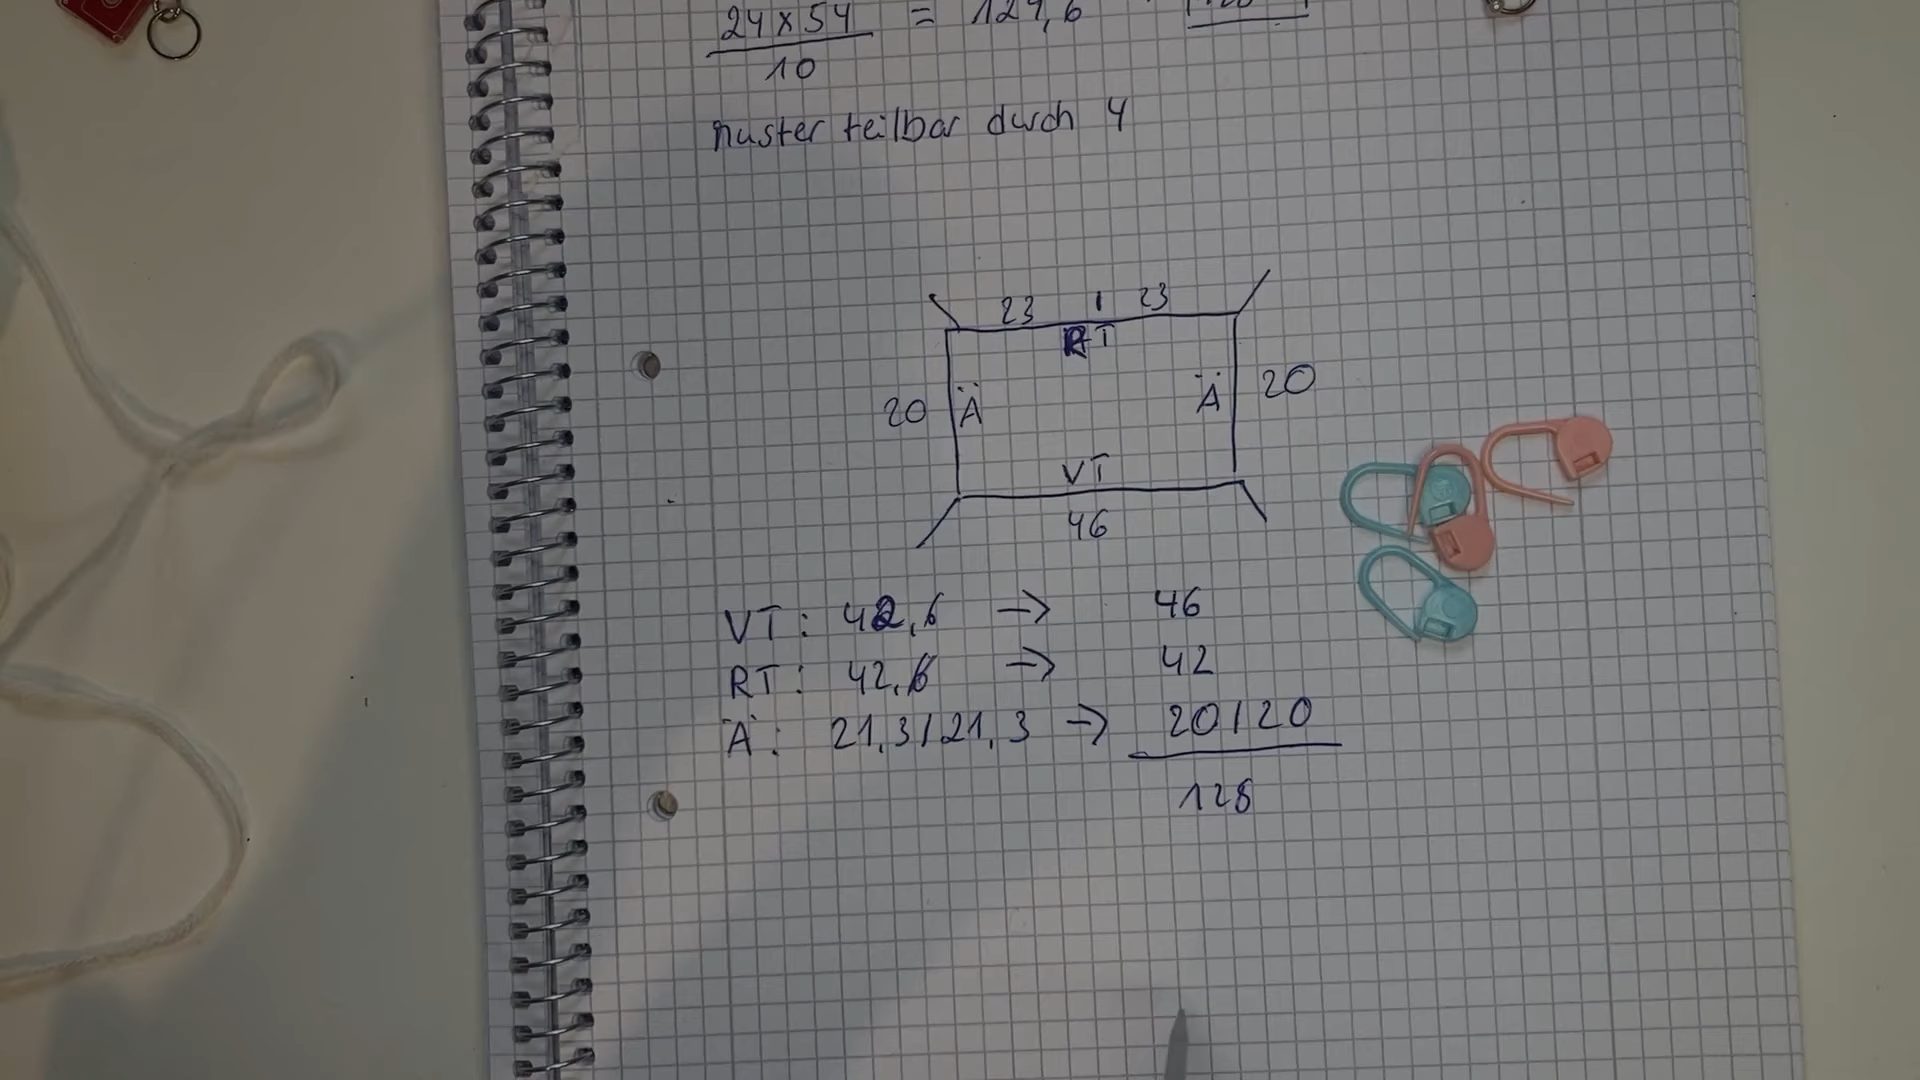 24 x 54 = 129,6
10
Muster teilbar durch 4
23 | 23
RT
20 Ä Ä 20
VT
46
VT: 42,6 → 46
RT: 42,6 → 42
Ä: 21,3/21,3 → 20/20
128